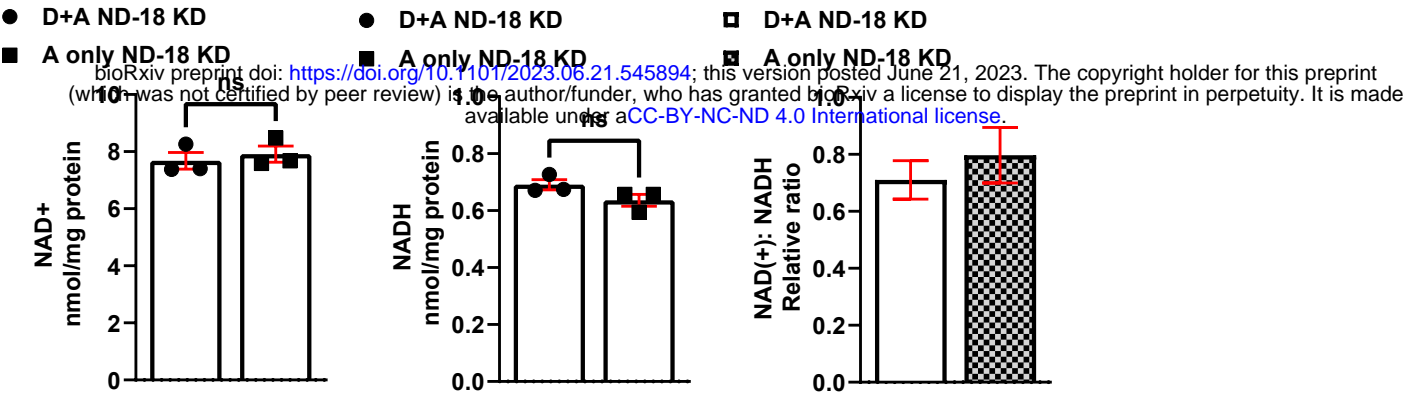 D+A ND-18 KD
A only ND-18 KD
D+A ND-18 KD
A only ND-18 KD
D+A ND-18 KD
A only ND-18 KD
bioRxiv preprint doi: https://doi.org/10.1101/2023.06.21.545894; this version posted June 21, 2023. The copyright holder for this preprint
(which was not certified by peer review) is the author/funder, who has granted bioRxiv a license to display the preprint in perpetuity. It is made
available under aCC-BY-NC-ND 4.0 International license.
NAD+
nmol/mg protein
10
8
6
4
2
0
ns
NADH
nmol/mg protein
1.0
0.8
0.6
0.4
0.2
0.0
ns
NAD(+): NADH
Relative ratio
1.0
0.8
0.6
0.4
0.2
0.0